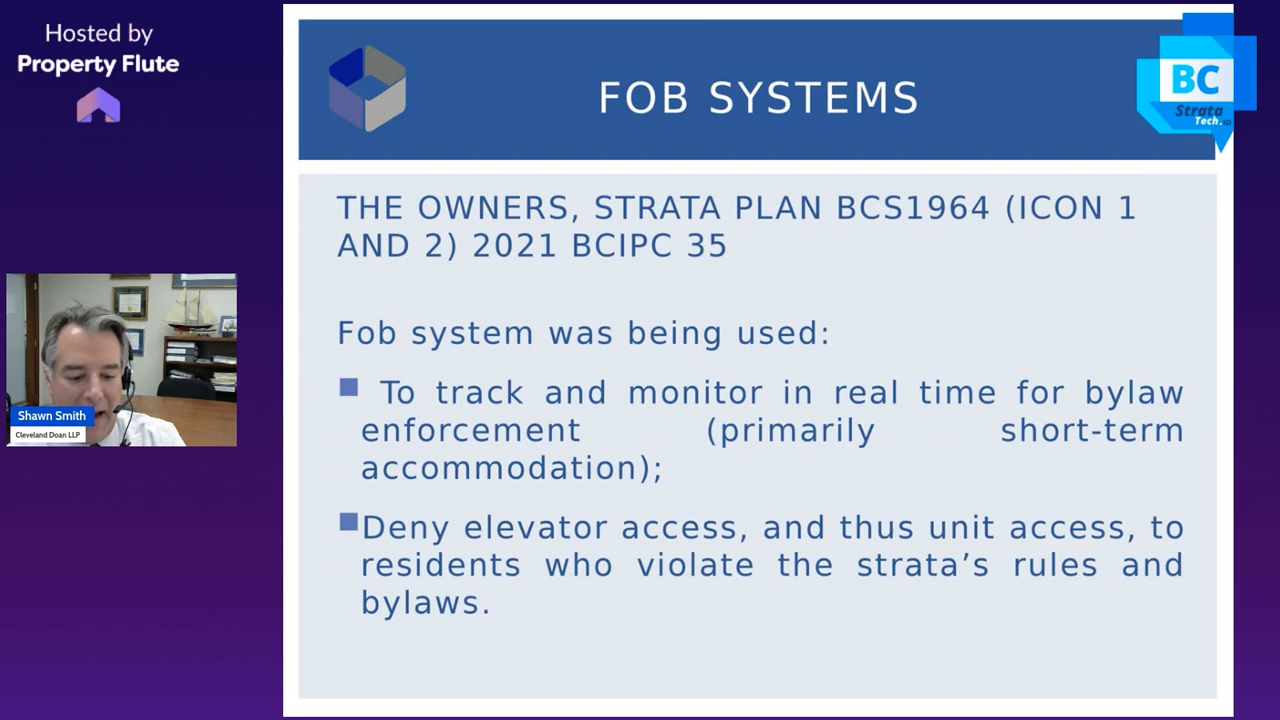 Hosted by
Property Flute
BC
Strata
Tech.io
FOB SYSTEMS
THE OWNERS, STRATA PLAN BCS1964 (ICON 1
AND 2) 2021 BCIPC 35
Fob system was being used:
To track and monitor in real time for bylaw
enforcement (primarily short-term
accommodation);
Deny elevator access, and thus unit access, to
residents who violate the strata’s rules and
bylaws.
Shawn Smith
Cleveland Doan LLP